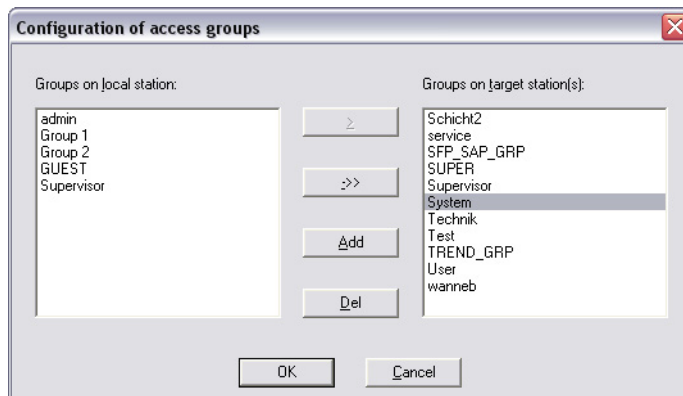 Configuration of access groups
Groups on local station:
admin
Group 1
Group 2
GUEST
Supervisor
>
->>
Add
Del
Groups on target station(s):
Schicht2
service
SFP_SAP_GRP
SUPER
Supervisor
System
Technik
Test
TREND_GRP
User
wanneb
OK
Cancel